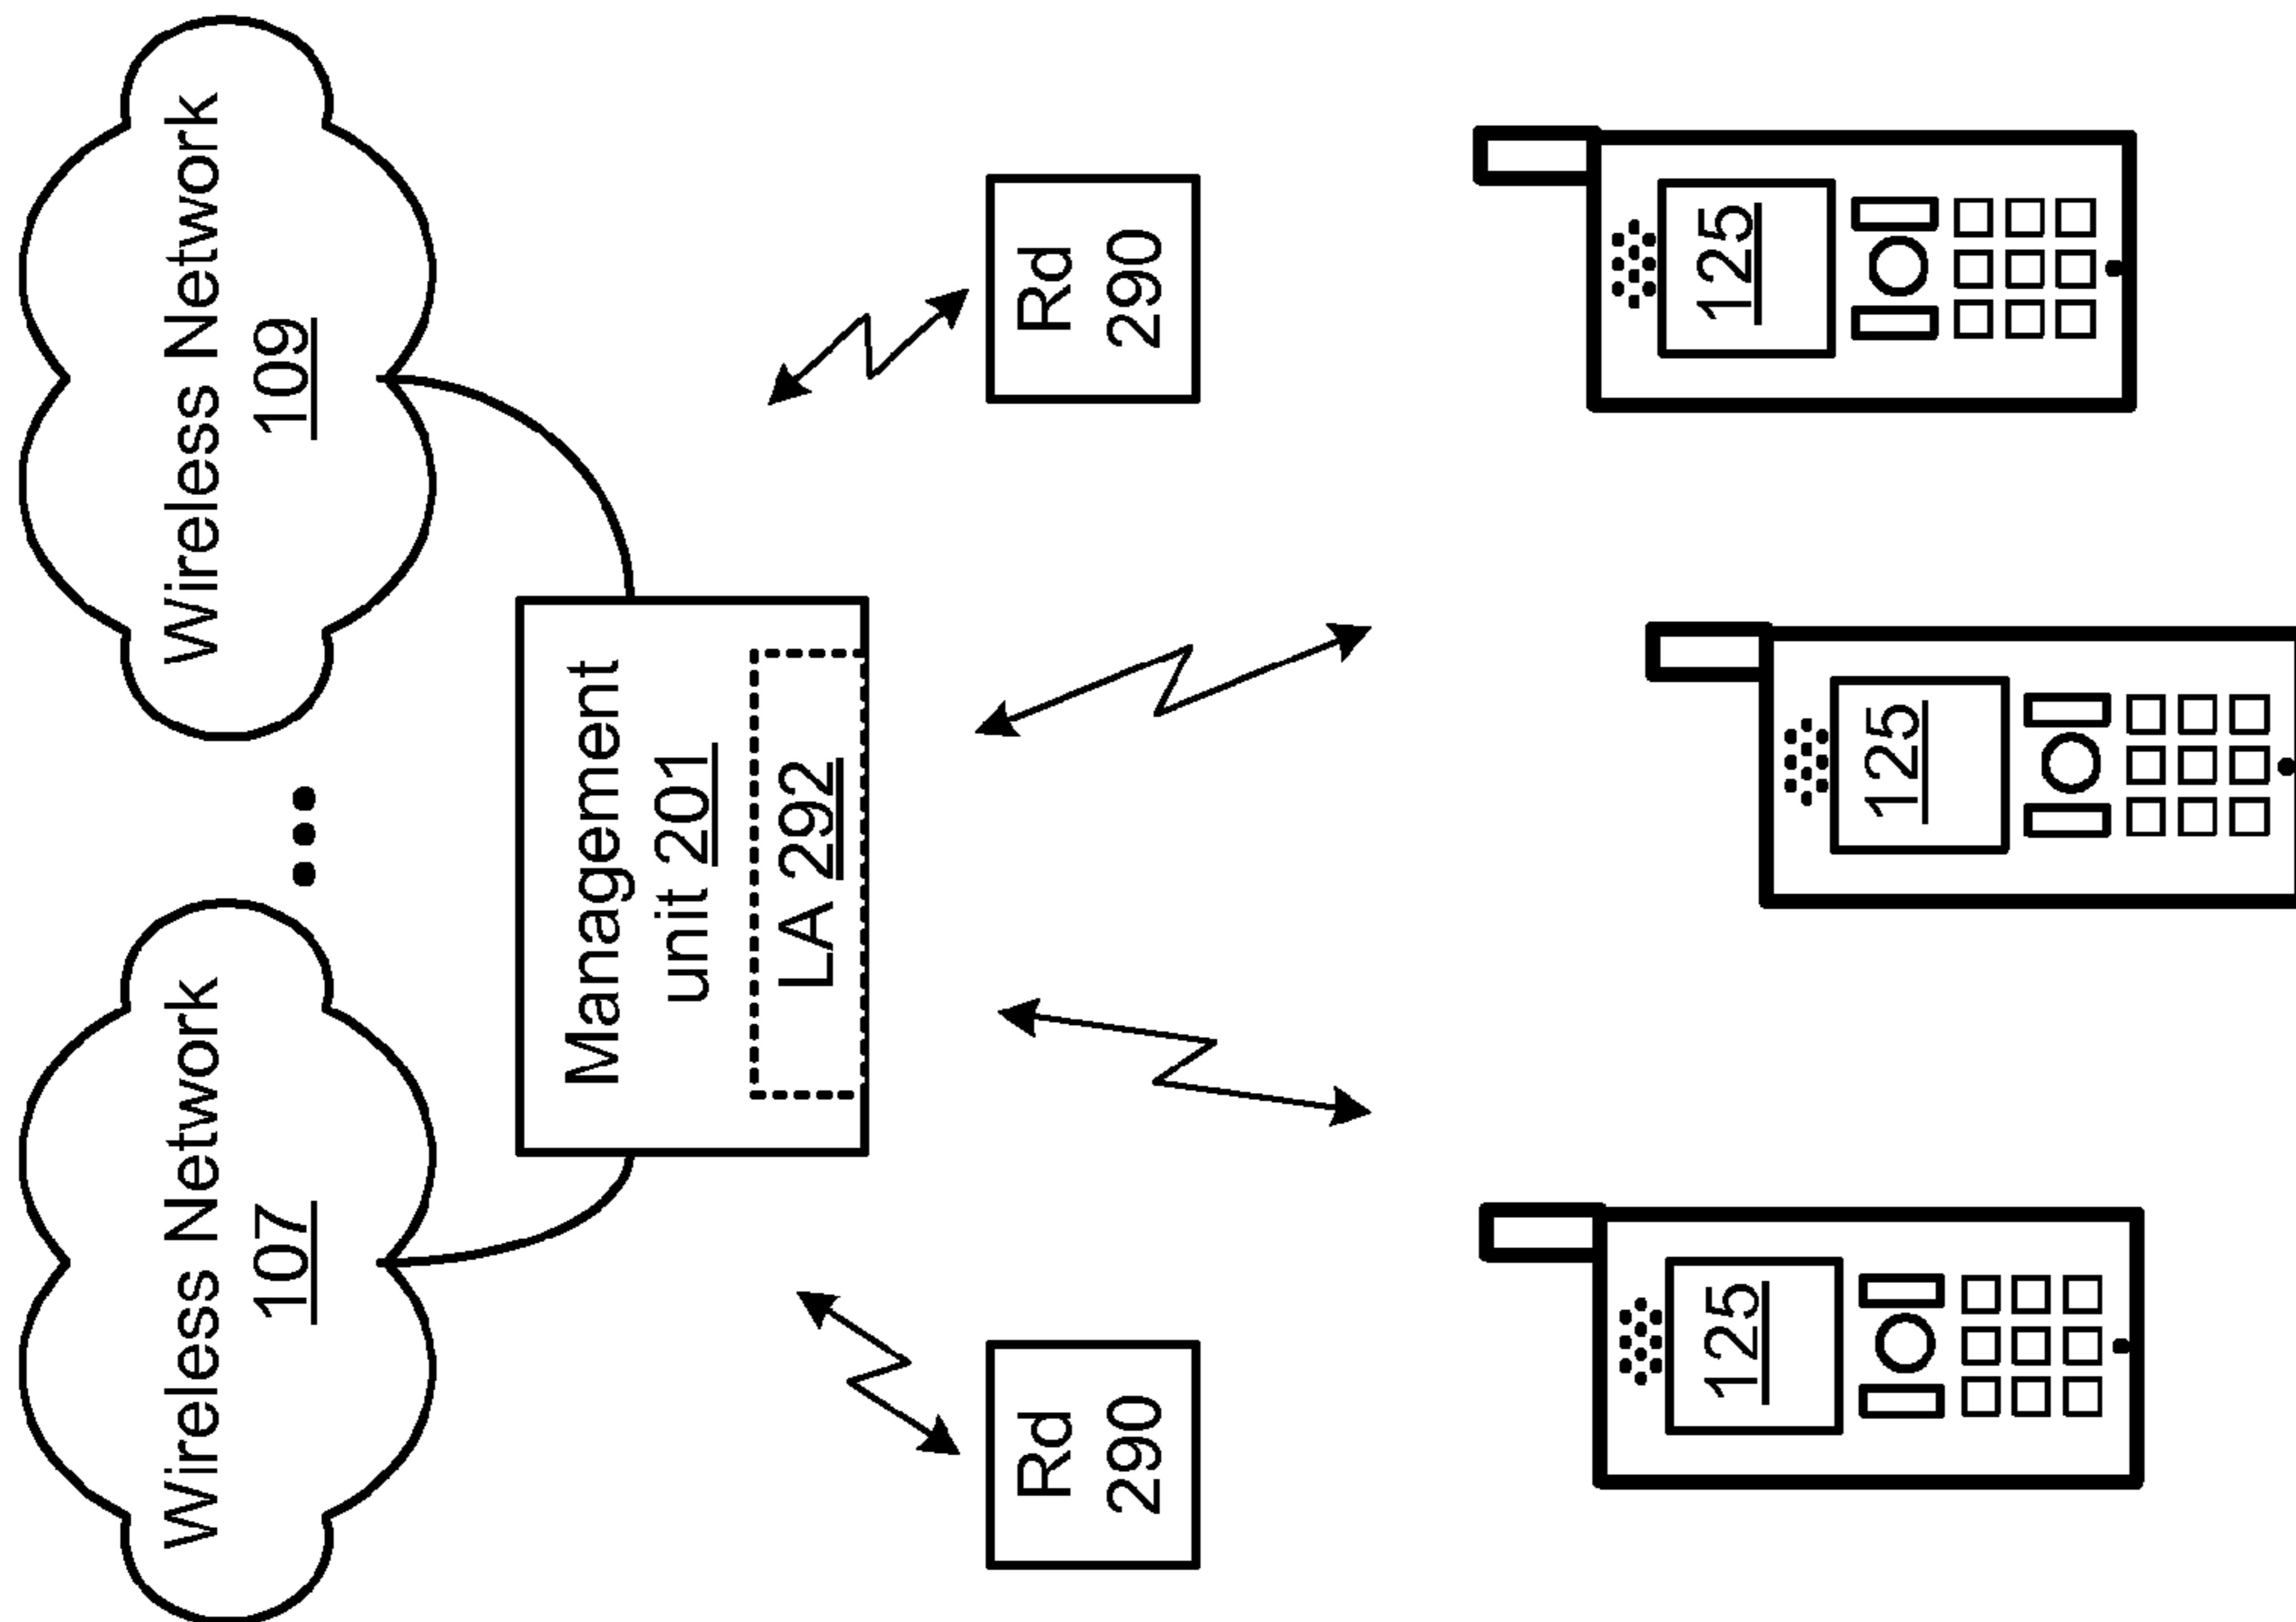 Wireless Network
107
Wireless Network
109
Management
unit 201
LA 292
Rd
290
Rd
290
125
125
125